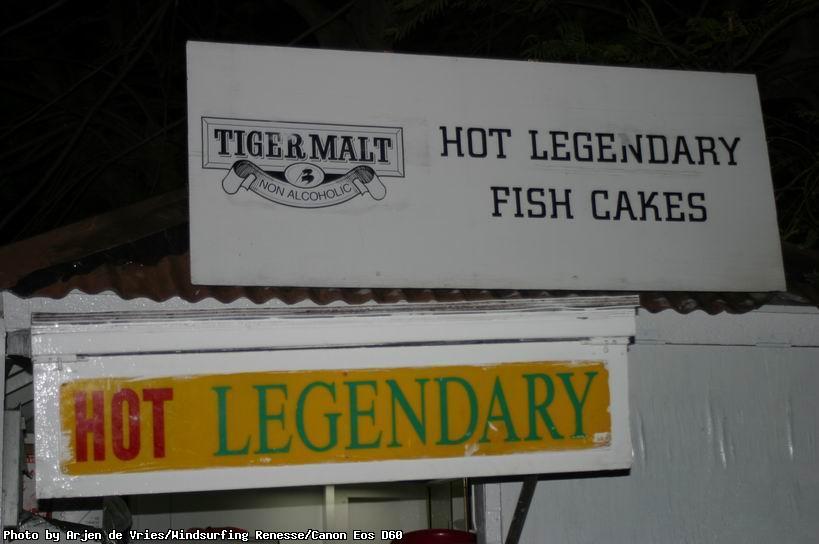 TIGER MALT
3
NON ALCOHOLIC
HOT LEGENDARY
FISH CAKES
HOT LEGENDARY
Photo by Arjen de Vries/Windsurfing Renesse/Canon Eos D60